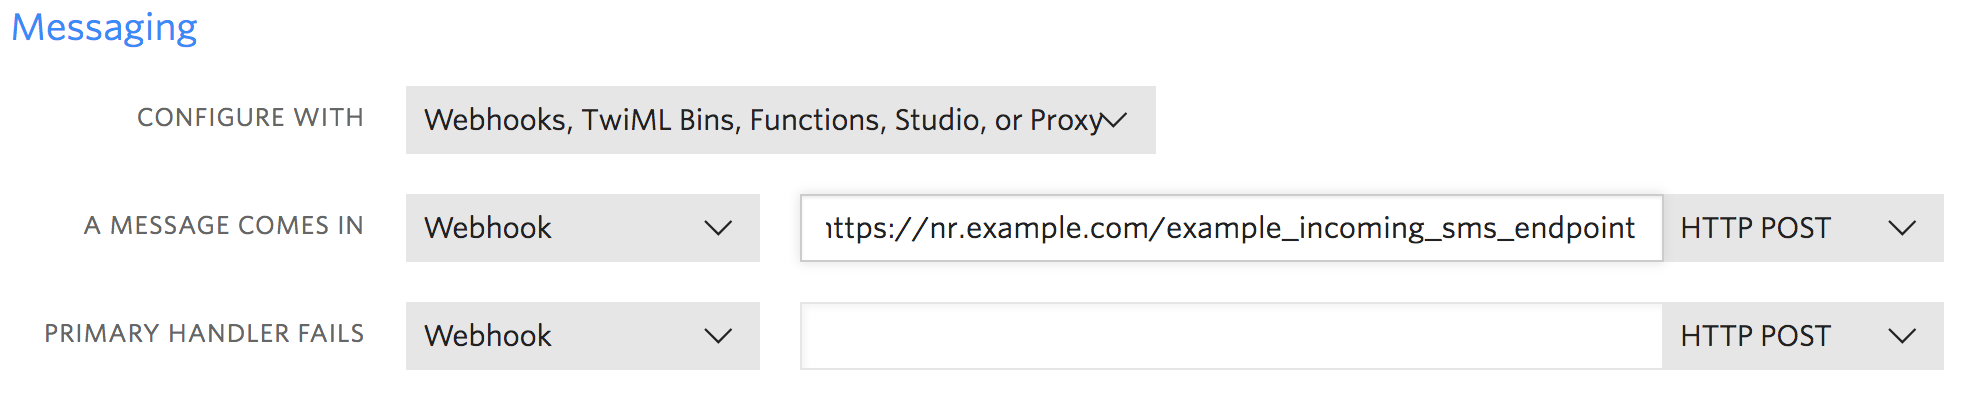 Messaging
CONFIGURE WITH Webhooks, TwiML Bins, Functions, Studio, or Proxy
A MESSAGE COMES IN Webhook https://nr.example.com/example_incoming_sms_endpoint HTTP POST
PRIMARY HANDLER FAILS Webhook HTTP POST